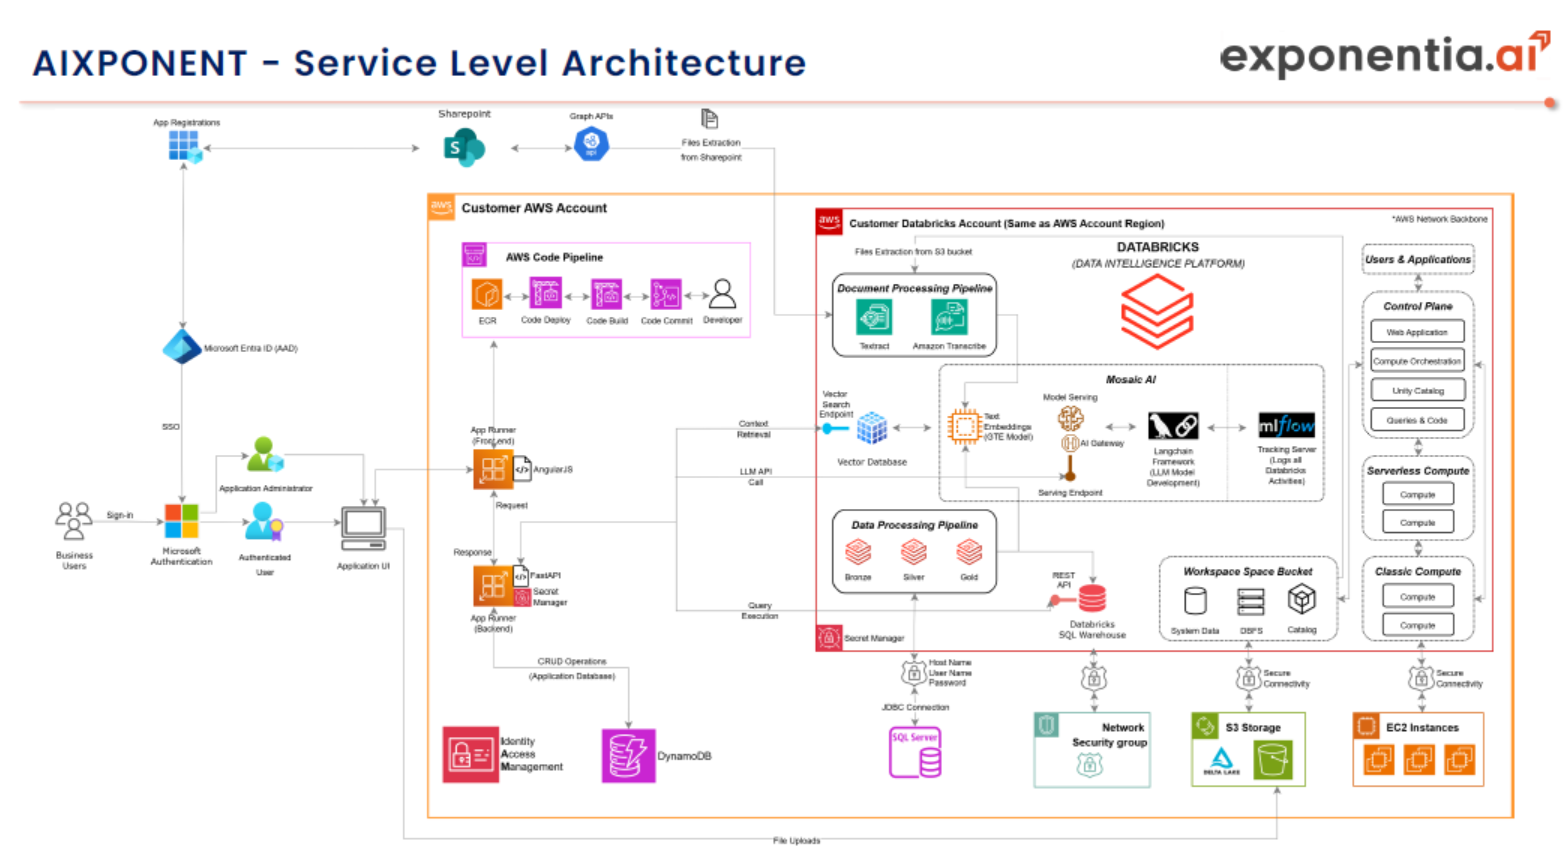 AIXPONENT - Service Level Architecture
exponentia.ai
App Registrations
Sharepoint
Graph APIs
api
S
Files Extraction
from Sharepoint
aws
Customer AWS Account
aws
Customer Databricks Account (Same as AWS Account Region)
*AWS Network Backbone
AWS Code Pipeline
ECR
Code Deploy
Code Build
Code Commit
Developer
Files Extraction from S3 bucket
DATABRICKS
(DATA INTELLIGENCE PLATFORM)
Document Processing Pipeline
Textract
Amazon Transcribe
Users & Applications
Control Plane
Web Application
Compute Orchestration
Unity Catalog
Queries & Code
Microsoft Entra ID (AAD)
SSO
Mosaic AI
Vector
Search
Endpoint
Vector Database
Text
Embeddings
(GTE Model)
Model Serving
AI Gateway
Serving Endpoint
Langchain
Framework
(LLM Model
Development)
mlflow
Tracking Server
(Logs all
Databricks
Activities)
Context
Retrieval
LLM API
Call
App Runner
(Frontend)
AngularJS
Request
Application Administrator
Sign-in
Business
Users
Microsoft
Authentication
Authenticated
User
Application UI
Response
FastAPI
Secret
Manager
App Runner
(Backend)
Query
Execution
Serverless Compute
Compute
Compute
Data Processing Pipeline
Bronze
Silver
Gold
REST
API
Databricks
SQL Warehouse
Workspace Space Bucket
System Data
DBFS
Catalog
Classic Compute
Compute
Compute
Secret Manager
CRUD Operations
(Application Database)
Host Name
User Name
Password
JDBC Connection
Secure
Connectivity
Secure
Connectivity
Identity
Access
Management
DynamoDB
SQL Server
Network
Security group
S3 Storage
DELTA LAKE
EC2 Instances
File Uploads